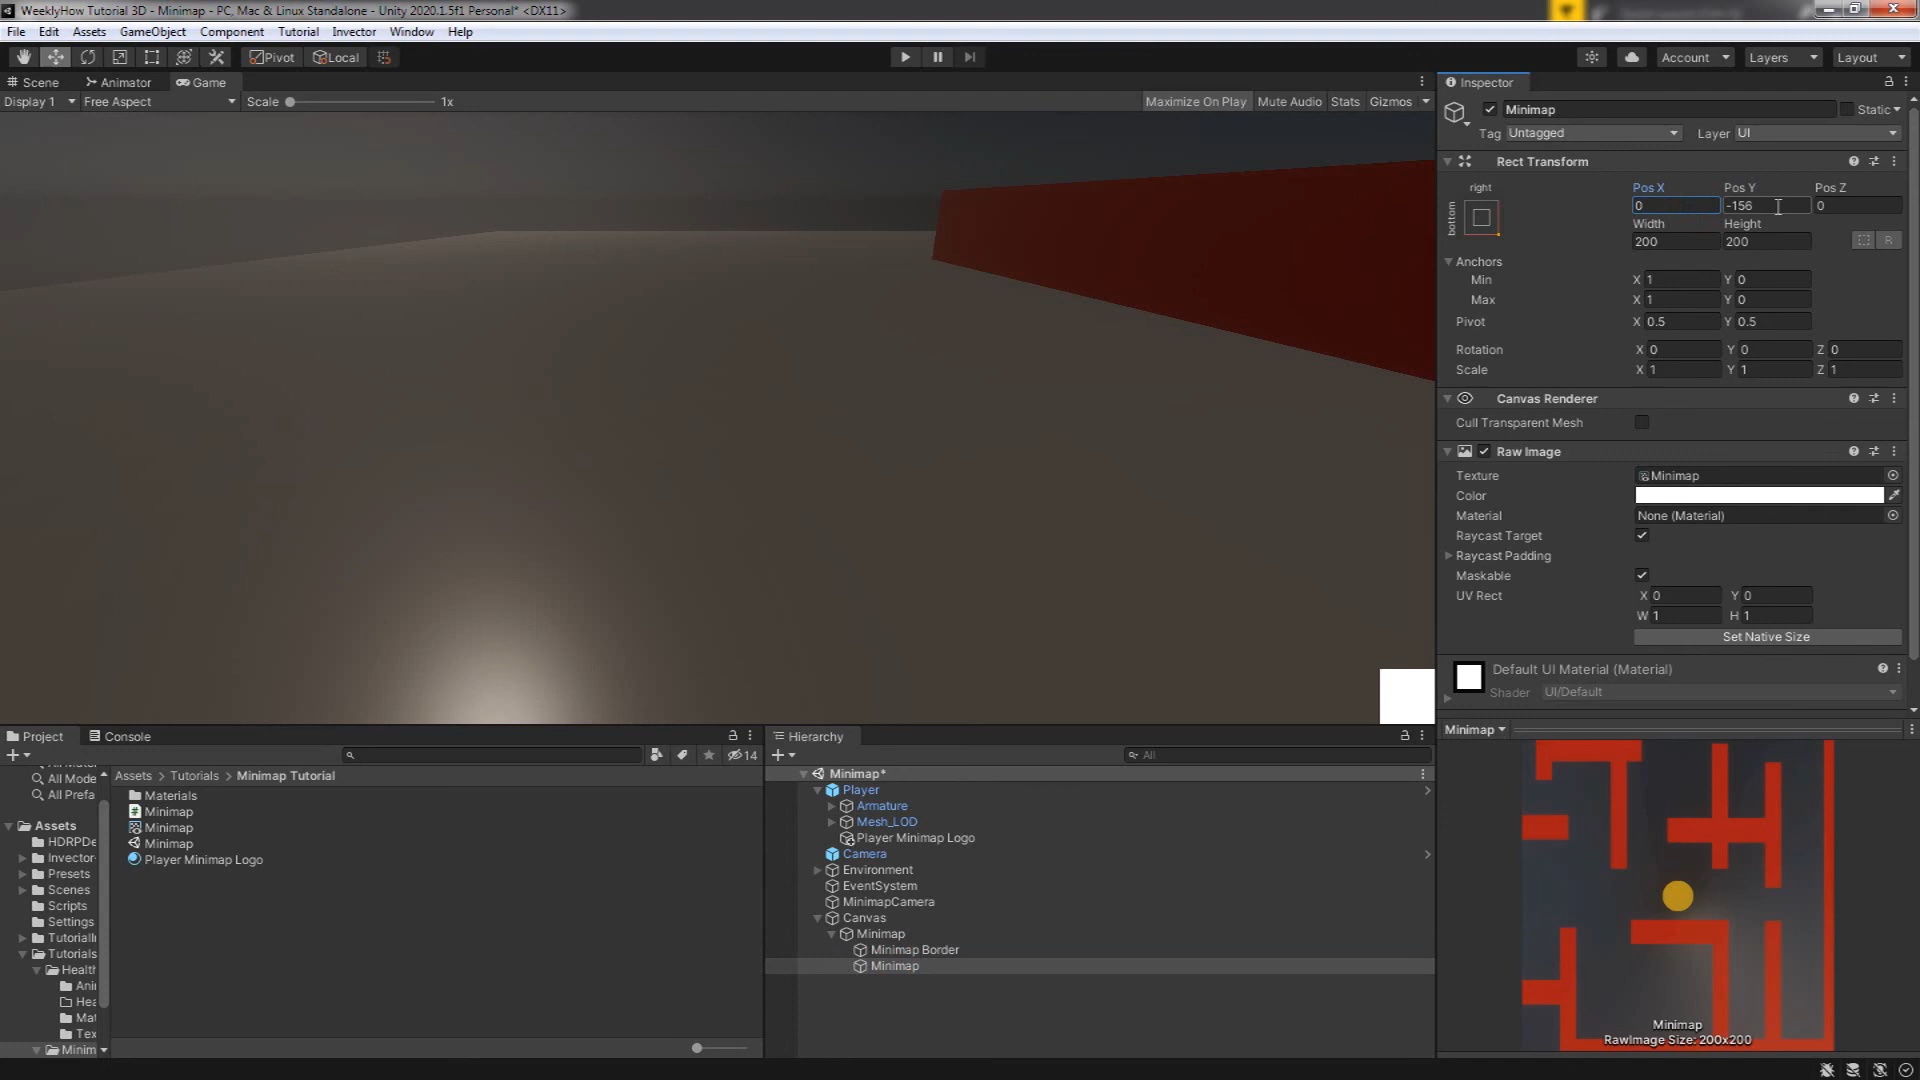 WeeklyHow Tutorial 3D - Minimap - PC, Mac & Linux Standalone - Unity 2020.1.5f1 Personal* <DX11>
File Edit Assets GameObject Component Tutorial Invector Window Help
Pivot Local Account Layers Layout
Scene Animator Game
Display 1 Free Aspect Scale 1x Maximize On Play Mute Audio Stats Gizmos
Inspector
Minimap Static
Tag Untagged Layer UI
Rect Transform
right
bottom
Pos X Pos Y Pos Z
0 -156 0
Width Height
200 200 R
Anchors
Min X 1 Y 0
Max X 1 Y 0
Pivot X 0.5 Y 0.5
Rotation X 0 Y 0 Z 0
Scale X 1 Y 1 Z 1
Canvas Renderer
Cull Transparent Mesh
Raw Image
Texture Minimap
Color
Material None (Material)
Raycast Target
Raycast Padding
Maskable
UV Rect X 0 Y 0
W 1 H 1
Set Native Size
Default UI Material (Material)
Shader UI/Default
Minimap
Minimap
RawImage Size: 200x200
Project Console
14
All Mode
All Prefa
Assets
HDRPDe
Invector
Presets
Scenes
Scripts
Settings
TutorialI
Tutorials
Health
Ani
Hea
Mat
Tex
Minim
Assets > Tutorials > Minimap Tutorial
Materials
Minimap
Minimap
Minimap
Player Minimap Logo
Hierarchy
All
Minimap*
Player
Armature
Mesh_LOD
Player Minimap Logo
Camera
Environment
EventSystem
MinimapCamera
Canvas
Minimap
Minimap Border
Minimap